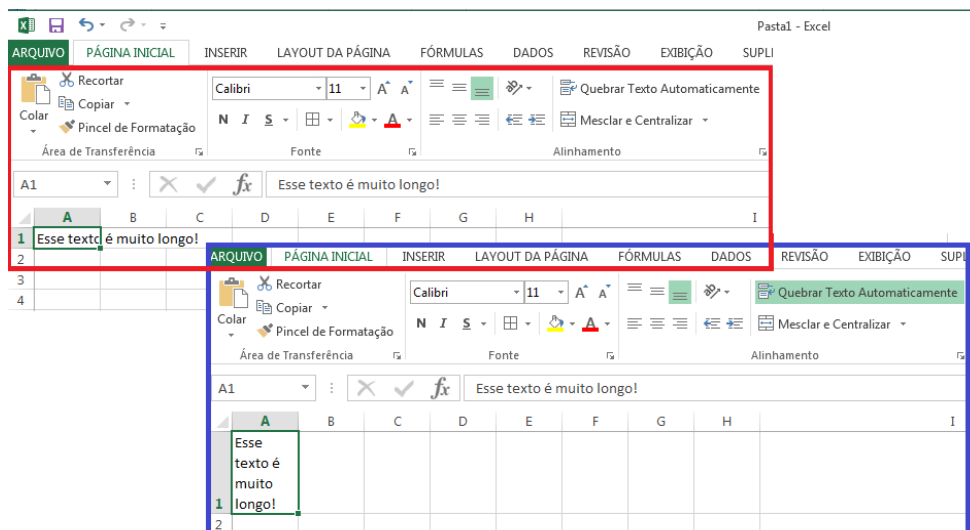 Pasta1 - Excel
ARQUIVO PÁGINA INICIAL INSERIR LAYOUT DA PÁGINA FÓRMULAS DADOS REVISÃO EXIBIÇÃO SUPLI
Recortar
Copiar
Colar
Pincel de Formatação
Área de Transferência
Calibri 11 A A
N I S A
Fonte
Quebrar Texto Automaticamente
Mesclar e Centralizar
Alinhamento
A1 fx Esse texto é muito longo!
A B C D E F G H I
1 Esse texto é muito longo!
2
3
4
ARQUIVO PÁGINA INICIAL INSERIR LAYOUT DA PÁGINA FÓRMULAS DADOS REVISÃO EXIBIÇÃO SUPL
Recortar
Copiar
Colar
Pincel de Formatação
Área de Transferência
Calibri 11 A A
N I S A
Fonte
Quebrar Texto Automaticamente
Mesclar e Centralizar
Alinhamento
A1 fx Esse texto é muito longo!
A B C D E F G H I
Esse
texto é
muito
1 longo!
2